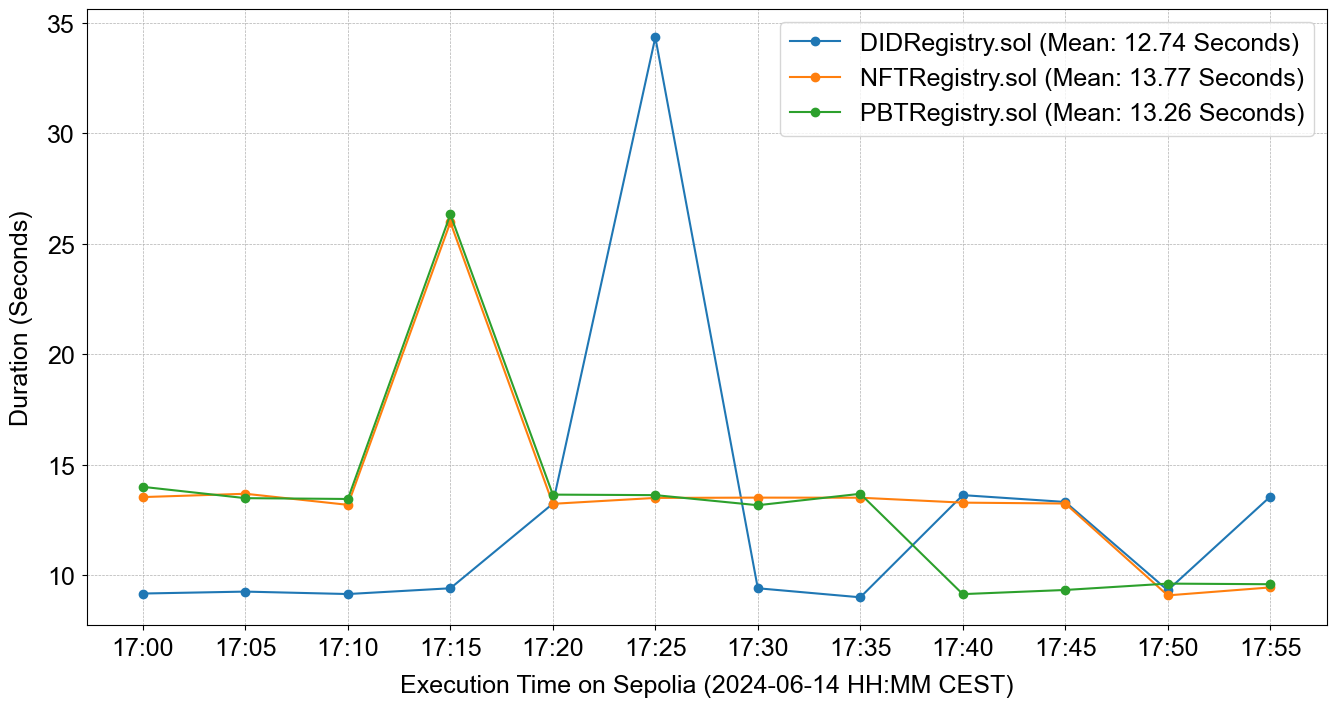 35
30
25
20
15
10
Duration (Seconds)
DIDRegistry.sol (Mean: 12.74 Seconds)
NFTRegistry.sol (Mean: 13.77 Seconds)
PBTRegistry.sol (Mean: 13.26 Seconds)
17:00 17:05 17:10 17:15 17:20 17:25 17:30 17:35 17:40 17:45 17:50 17:55
Execution Time on Sepolia (2024-06-14 HH:MM CEST)